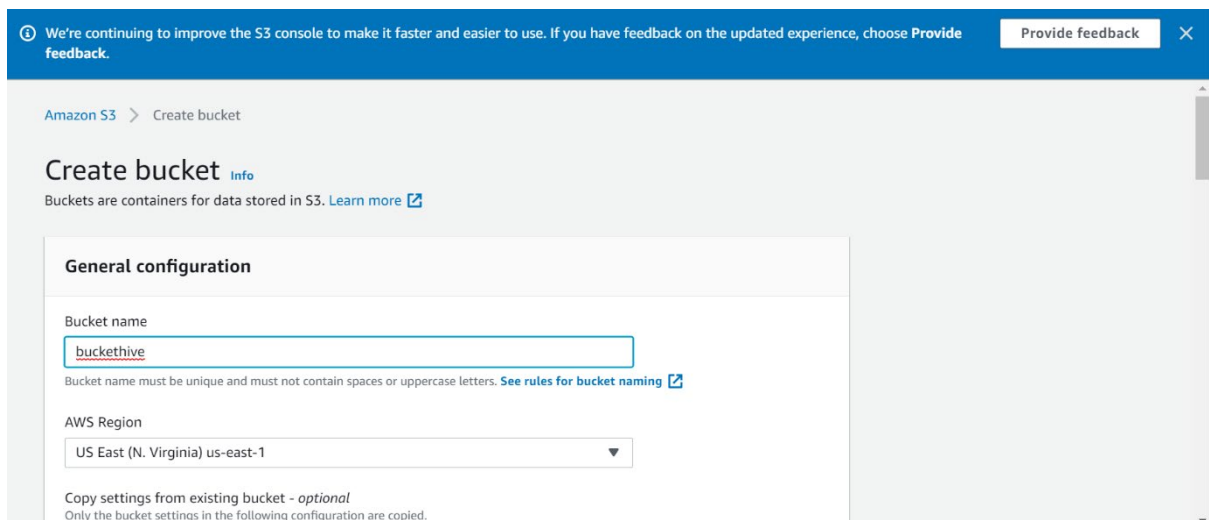 We're continuing to improve the S3 console to make it faster and easier to use. If you have feedback on the updated experience, choose Provide
feedback.
Provide feedback
Amazon S3 > Create bucket
Create bucket Info
Buckets are containers for data stored in S3. Learn more
General configuration
Bucket name
buckethive
Bucket name must be unique and must not contain spaces or uppercase letters. See rules for bucket naming
AWS Region
US East (N. Virginia) us-east-1
Copy settings from existing bucket - optional
Only the bucket settings in the following configuration are copied.